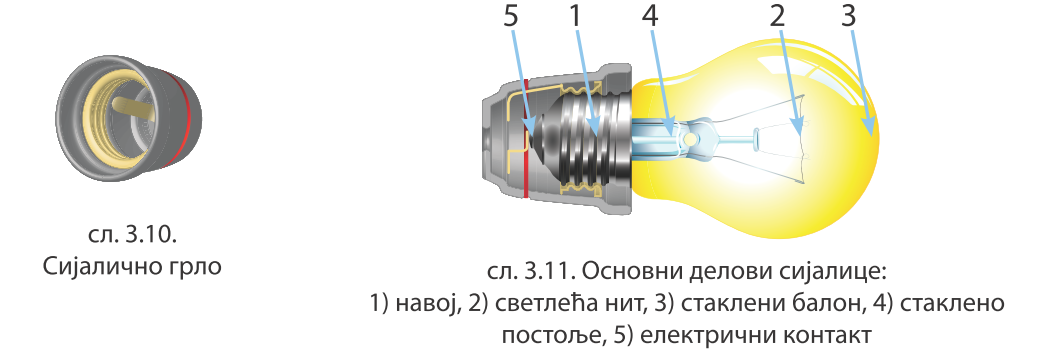 5 1 4 2 3
сл. 3.10.
Сијалично грло
сл. 3.11. Основни делови сијалице:
1) навој, 2) светлећа нит, 3) стаклени балон, 4) стаклено
постоље, 5) електрични контакт